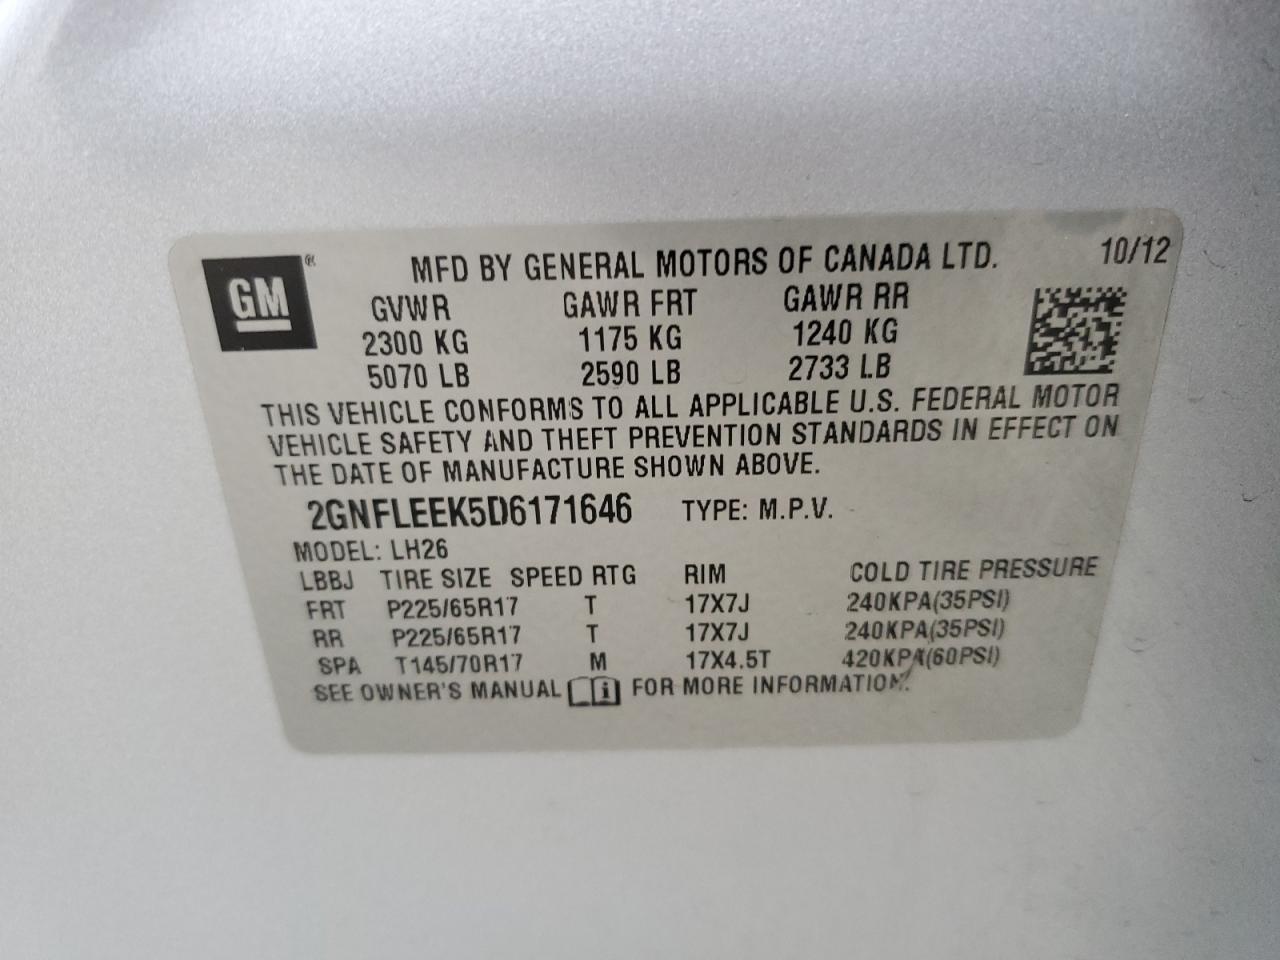 GM ® MFD BY GENERAL MOTORS OF CANADA LTD. 10/12
GVWR GAWR FRT GAWR RR
2300 KG 1175 KG 1240 KG
5070 LB 2590 LB 2733 LB
THIS VEHICLE CONFORMS TO ALL APPLICABLE U.S. FEDERAL MOTOR
VEHICLE SAFETY AND THEFT PREVENTION STANDARDS IN EFFECT ON
THE DATE OF MANUFACTURE SHOWN ABOVE.
2GNFLEEK5D6171646 TYPE: M.P.V.
MODEL: LH26
LBBJ TIRE SIZE SPEED RTG RIM COLD TIRE PRESSURE
FRT P225/65R17 T 17X7J 240KPA(35PSI)
RR P225/65R17 T 17X7J 240KPA(35PSI)
SPA T145/70R17 M 17X4.5T 420KPA(60PSI)
SEE OWNER'S MANUAL i FOR MORE INFORMATION.